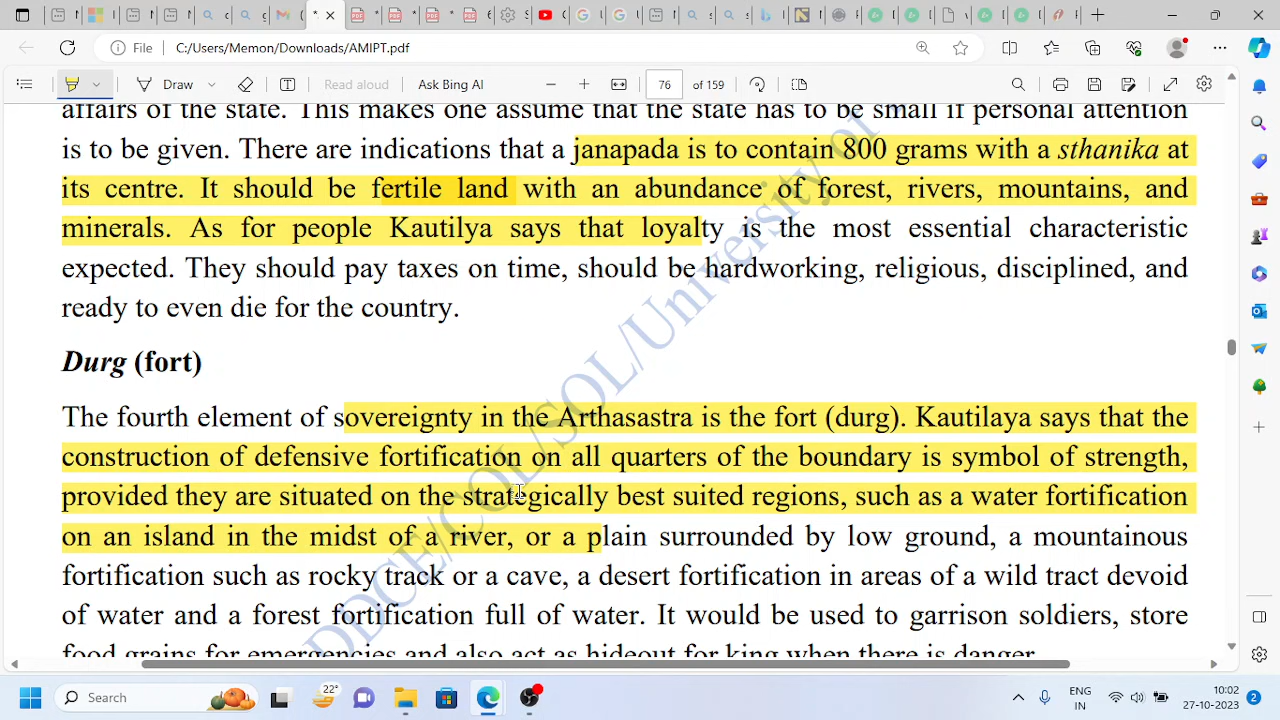 File
C:/Users/Memon/Downloads/AMIPT.pdf
Draw
Read aloud
Ask Bing AI
76
of 159
affairs of the state. This makes one assume that the state has to be small if personal attention
is to be given. There are indications that a janapada is to contain 800 grams with a sthanika at
its centre. It should be fertile land with an abundance of forest, rivers, mountains, and
minerals. As for people Kautilya says that loyalty is the most essential characteristic
expected. They should pay taxes on time, should be hardworking, religious, disciplined, and
ready to even die for the country.
Durg (fort)
The fourth element of sovereignty in the Arthasastra is the fort (durg). Kautilaya says that the
construction of defensive fortification on all quarters of the boundary is symbol of strength,
provided they are situated on the strategically best suited regions, such as a water fortification
on an island in the midst of a river, or a plain surrounded by low ground, a mountainous
fortification such as rocky track or a cave, a desert fortification in areas of a wild tract devoid
of water and a forest fortification full of water. It would be used to garrison soldiers, store
food grains for emergencies and also act as hideout for king when there is danger.
DDCE/COL/SOL/University of
Search
22°
ENG
IN
10:02
27-10-2023
2